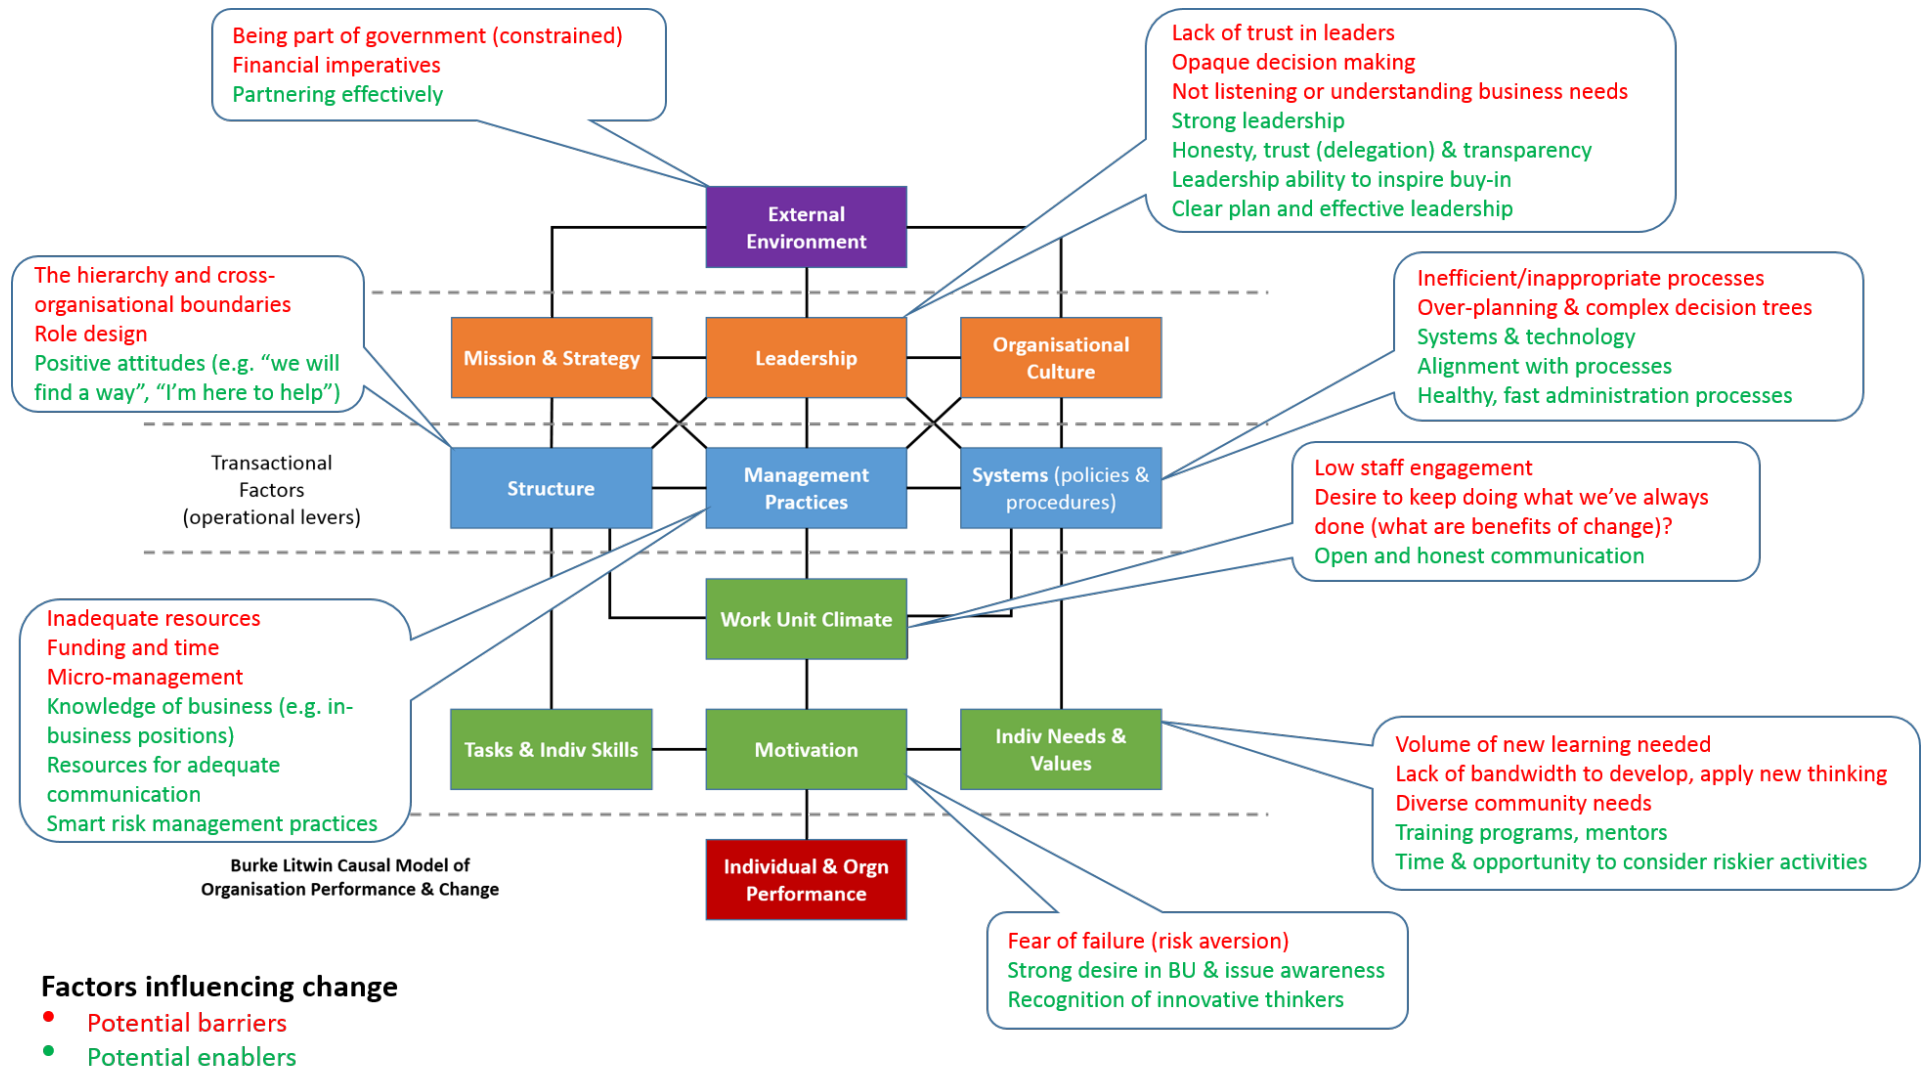 Being part of government (constrained)
Financial imperatives
Partnering effectively
Lack of trust in leaders
Opaque decision making
Not listening or understanding business needs
Strong leadership
Honesty, trust (delegation) & transparency
Leadership ability to inspire buy-in
Clear plan and effective leadership
External
Environment
The hierarchy and cross-
organisational boundaries
Role design
Positive attitudes (e.g. “we will
find a way”, “I’m here to help”)
Mission & Strategy
Leadership
Organisational
Culture
Inefficient/inappropriate processes
Over-planning & complex decision trees
Systems & technology
Alignment with processes
Healthy, fast administration processes
Transactional
Factors
(operational levers)
Structure
Management
Practices
Systems (policies &
procedures)
Low staff engagement
Desire to keep doing what we’ve always
done (what are benefits of change)?
Open and honest communication
Inadequate resources
Funding and time
Micro-management
Knowledge of business (e.g. in-
business positions)
Resources for adequate
communication
Smart risk management practices
Work Unit Climate
Tasks & Indiv Skills
Motivation
Indiv Needs &
Values
Volume of new learning needed
Lack of bandwidth to develop, apply new thinking
Diverse community needs
Training programs, mentors
Time & opportunity to consider riskier activities
Burke Litwin Causal Model of
Organisation Performance & Change
Individual & Orgn
Performance
Fear of failure (risk aversion)
Strong desire in BU & issue awareness
Recognition of innovative thinkers
Factors influencing change
• Potential barriers
• Potential enablers